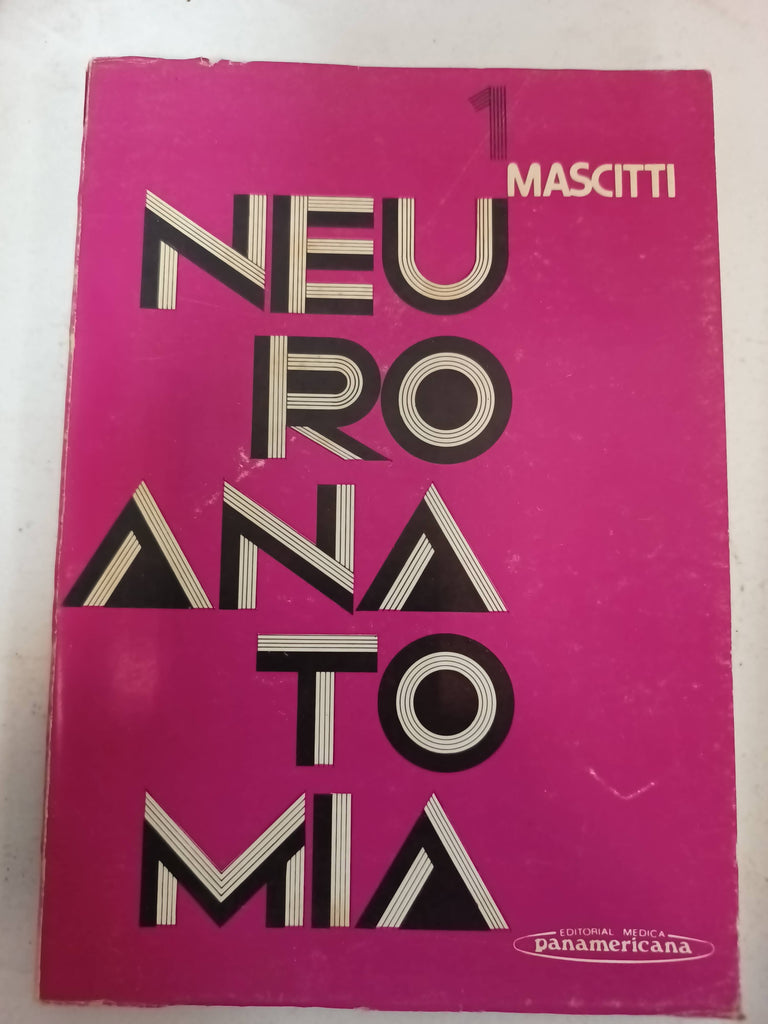 1
MASCITTI
NEU
RO
ANA
TO
MIA
EDITORIAL MEDICA
panamericana